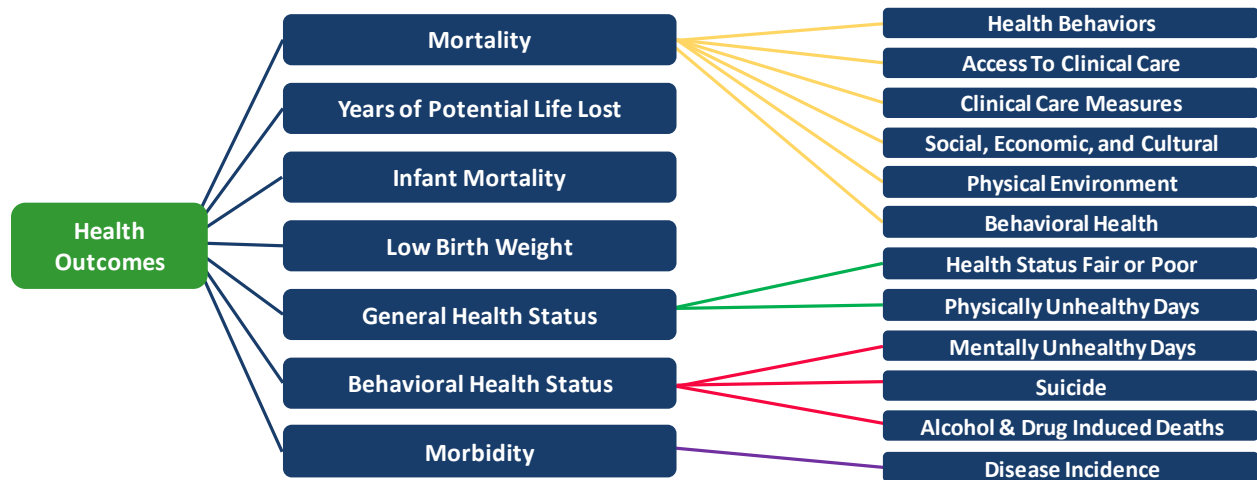 Health
Outcomes
Mortality
Years of Potential Life Lost
Infant Mortality
Low Birth Weight
General Health Status
Behavioral Health Status
Morbidity
Health Behaviors
Access To Clinical Care
Clinical Care Measures
Social, Economic, and Cultural
Physical Environment
Behavioral Health
Health Status Fair or Poor
Physically Unhealthy Days
Mentally Unhealthy Days
Suicide
Alcohol & Drug Induced Deaths
Disease Incidence